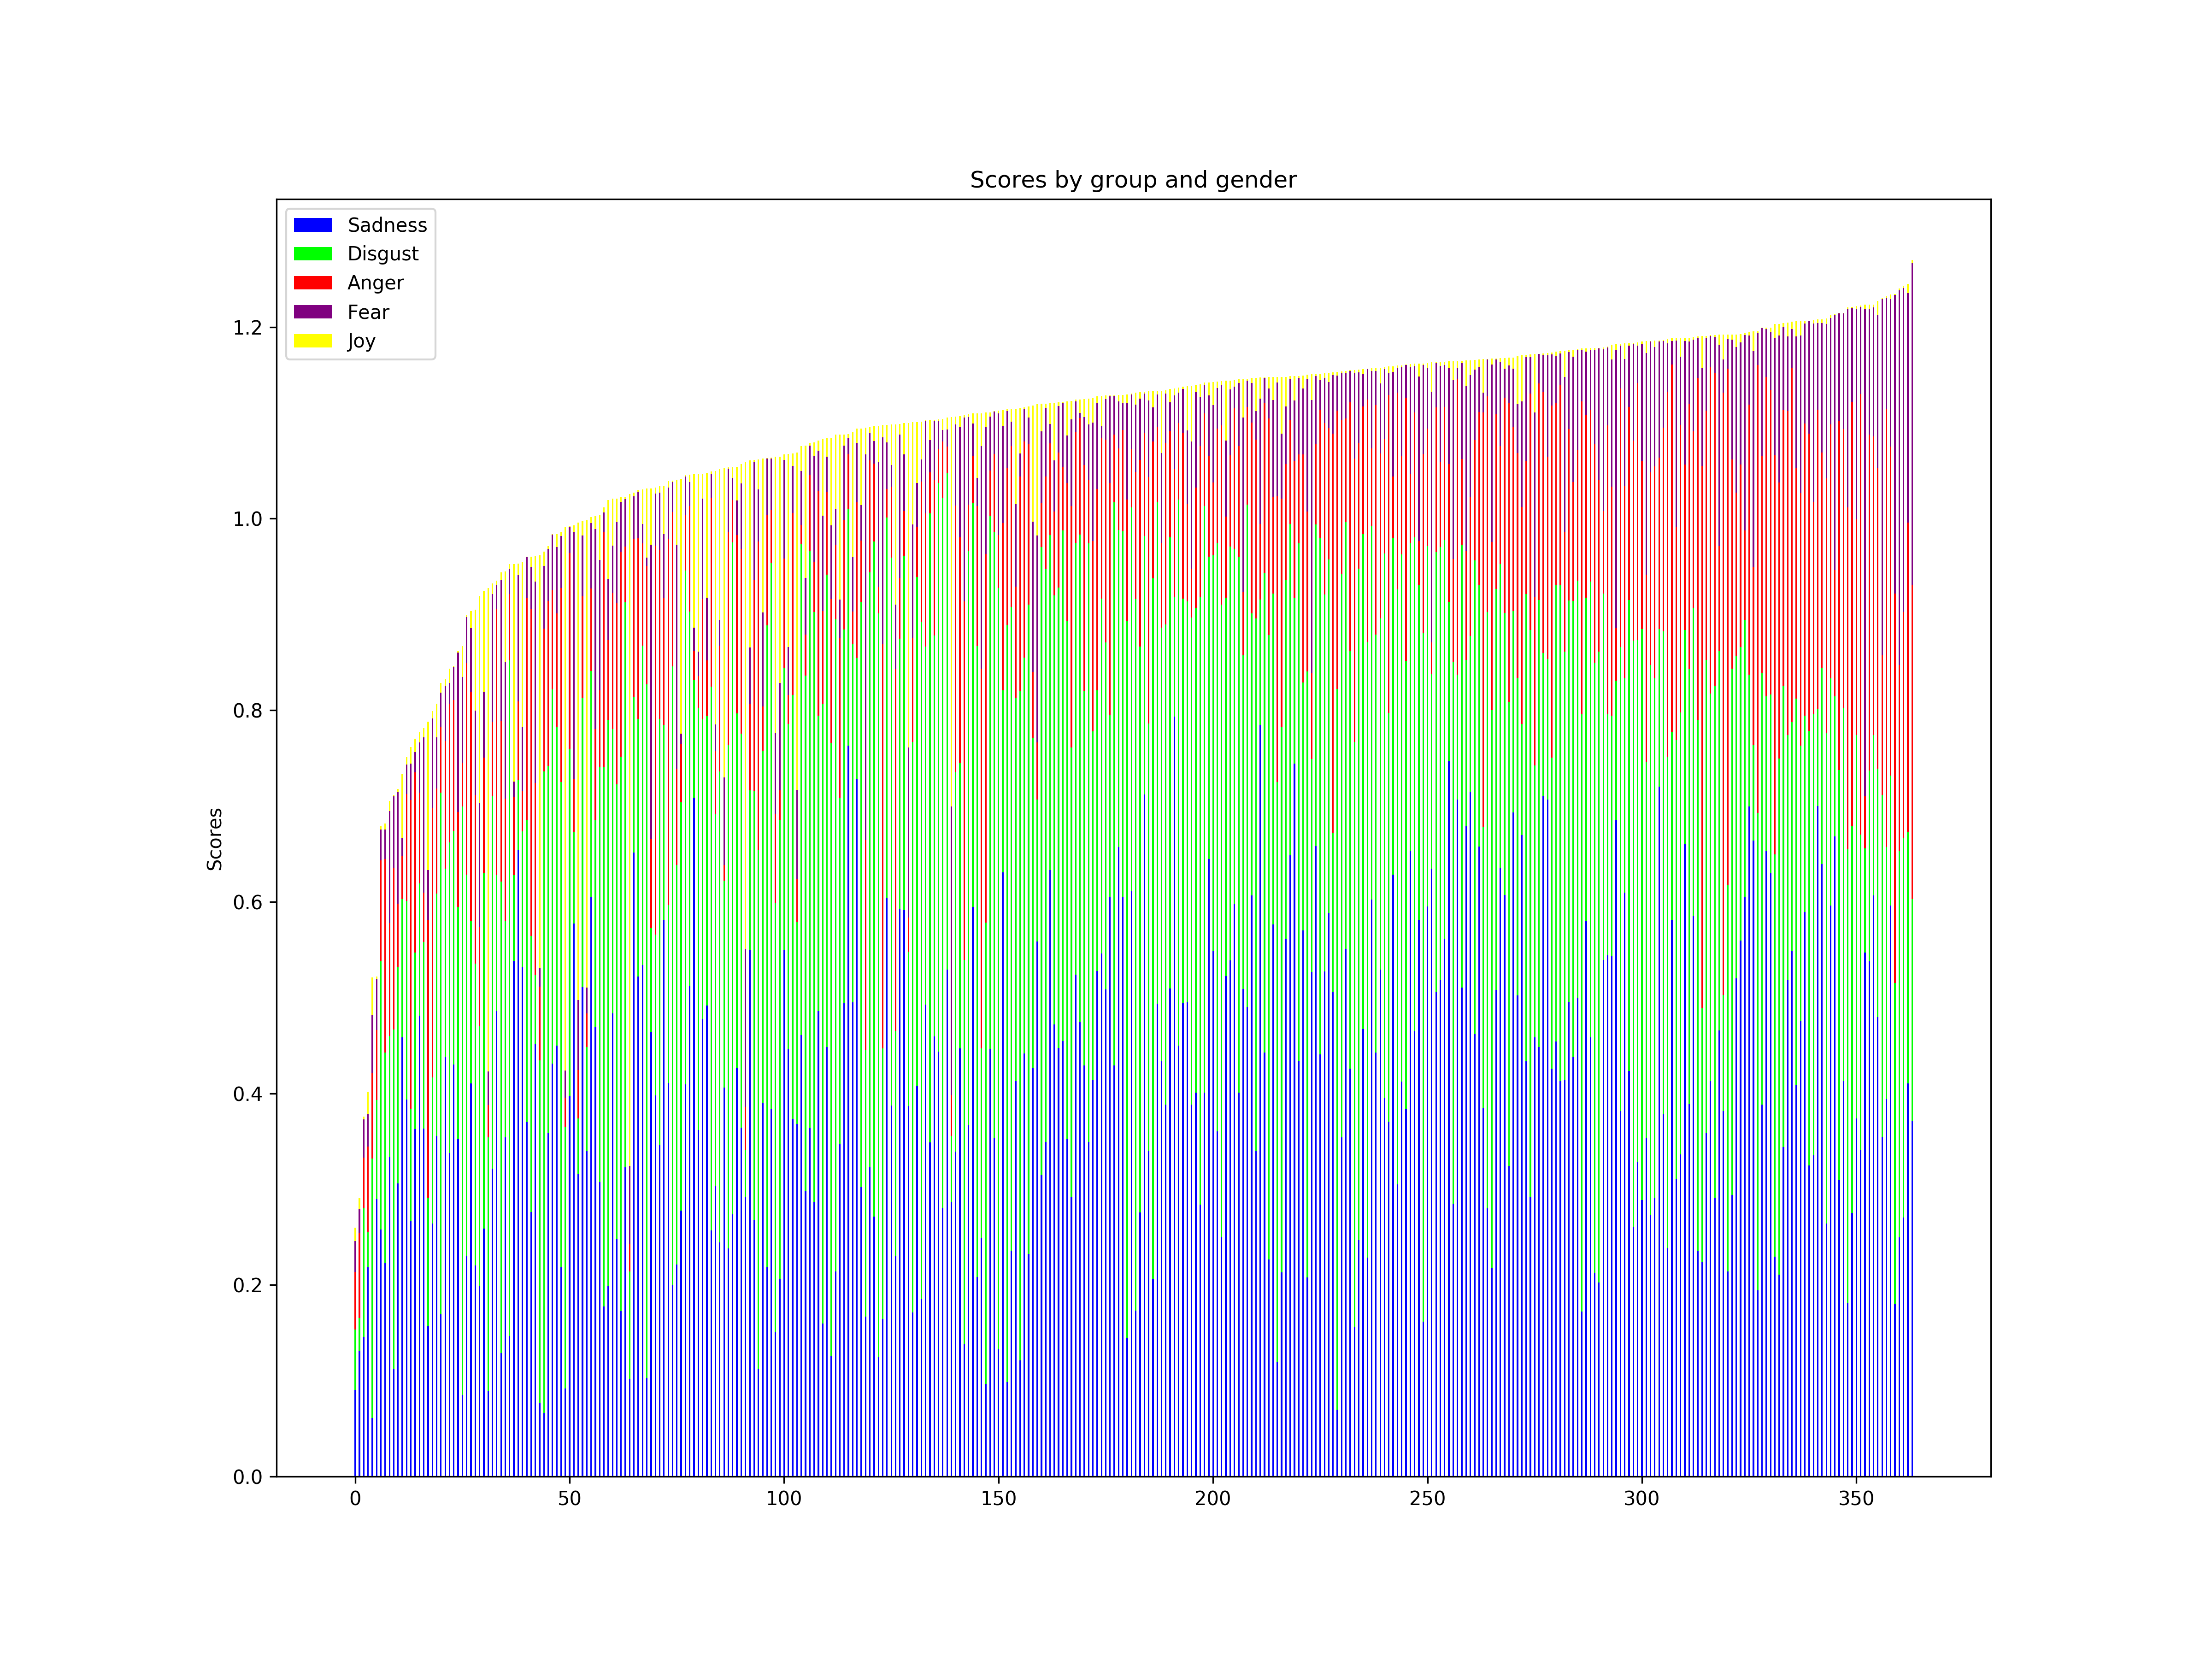 Scores by group and gender
Sadness
Disgust
Anger
Fear
Joy
1.2
1.0
0.8
0.6
0.4
0.2
0.0
Scores
0 50 100 150 200 250 300 350